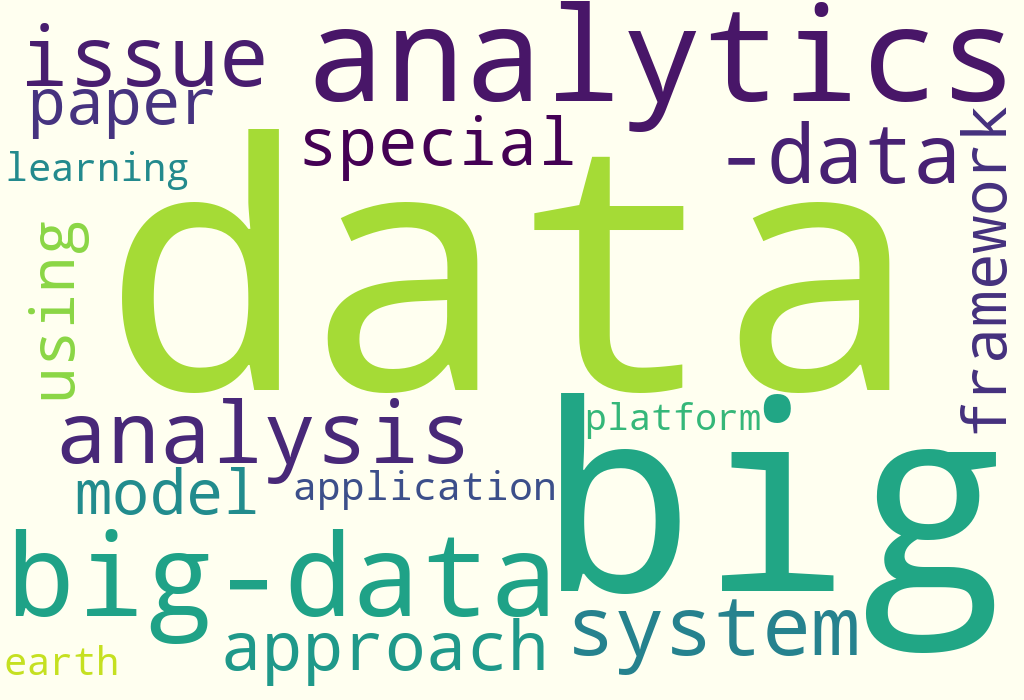 issue
analytics
paper
special
-data
learning
framework
data
using
analysis
platform
big
model
application
big-data
system
approach
earth